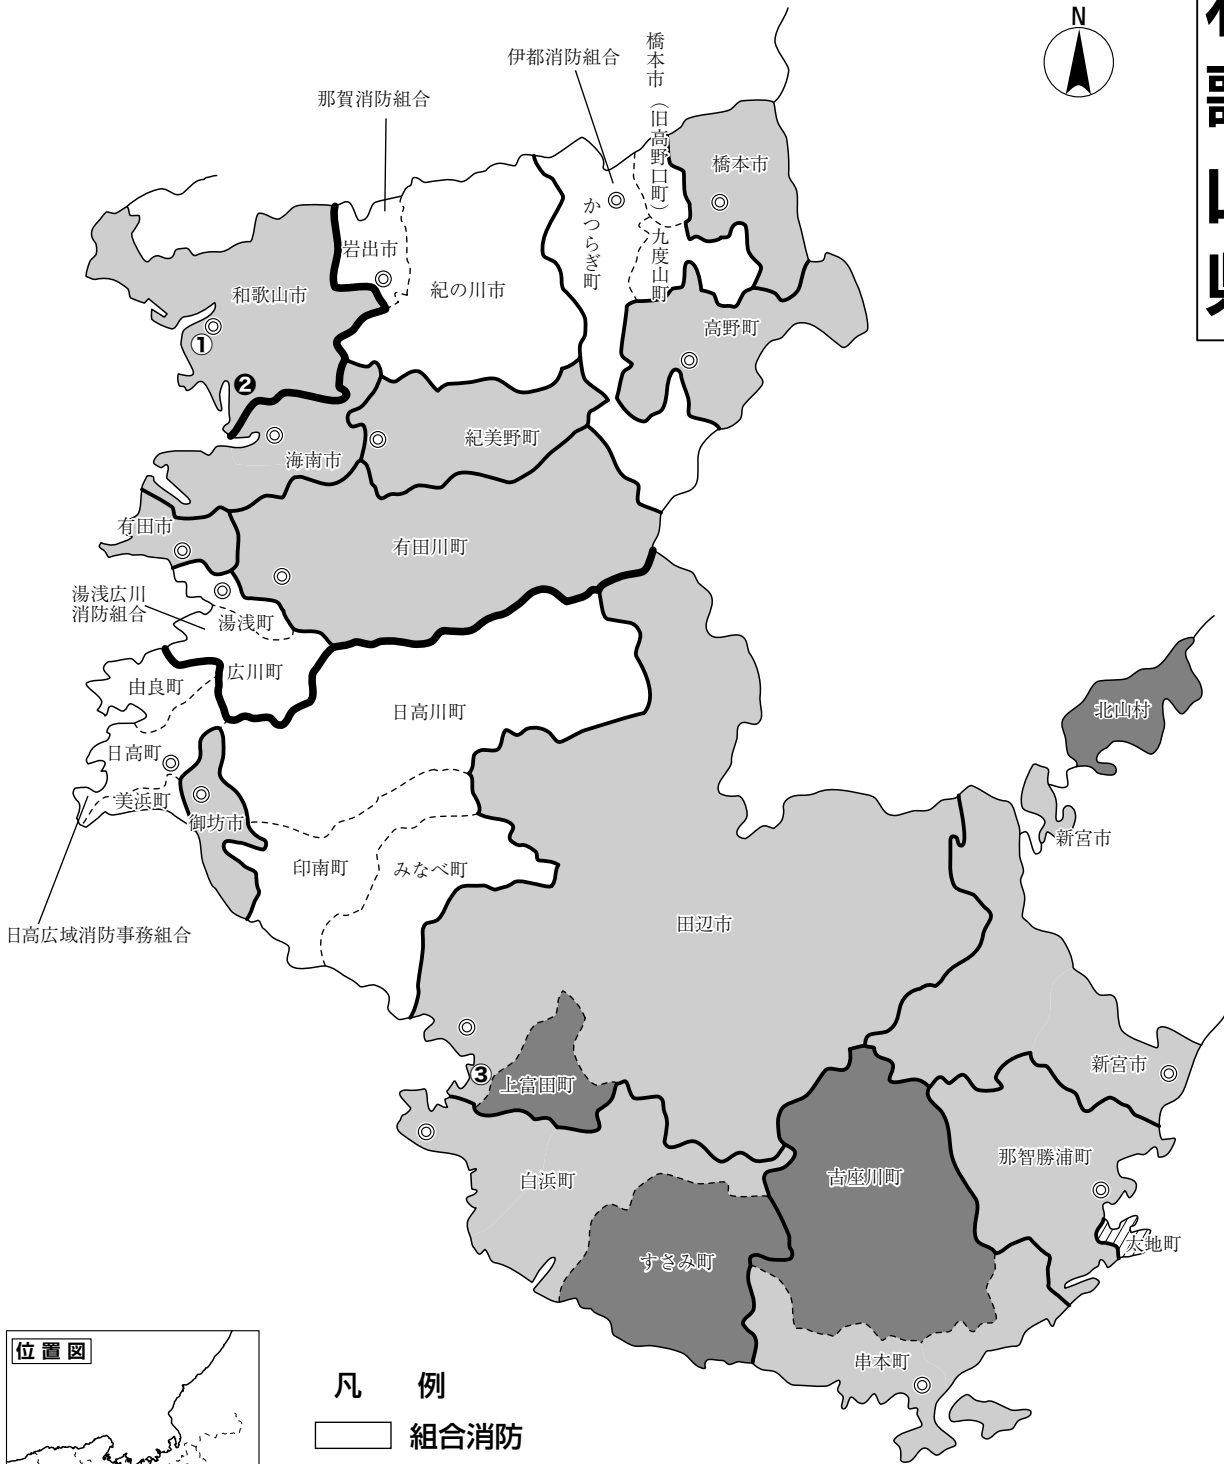 N
歌
山
県
橋本市（旧高野口町）
伊都消防組合
那賀消防組合
橋本市
かつらぎ町
九度山町
岩出市
紀の川市
和歌山市
高野町
①
❷
紀美野町
海南市
有田市
有田川町
湯浅広川
消防組合
湯浅町
広川町
由良町
日高川町
北山村
日高町
美浜町
御坊市
新宮市
印南町
みなべ町
田辺市
日高広域消防事務組合
③
上富田町
新宮市
那智勝浦町
古座川町
白浜町
太地町
すさみ町
串本町
位置図
凡 例
組合消防